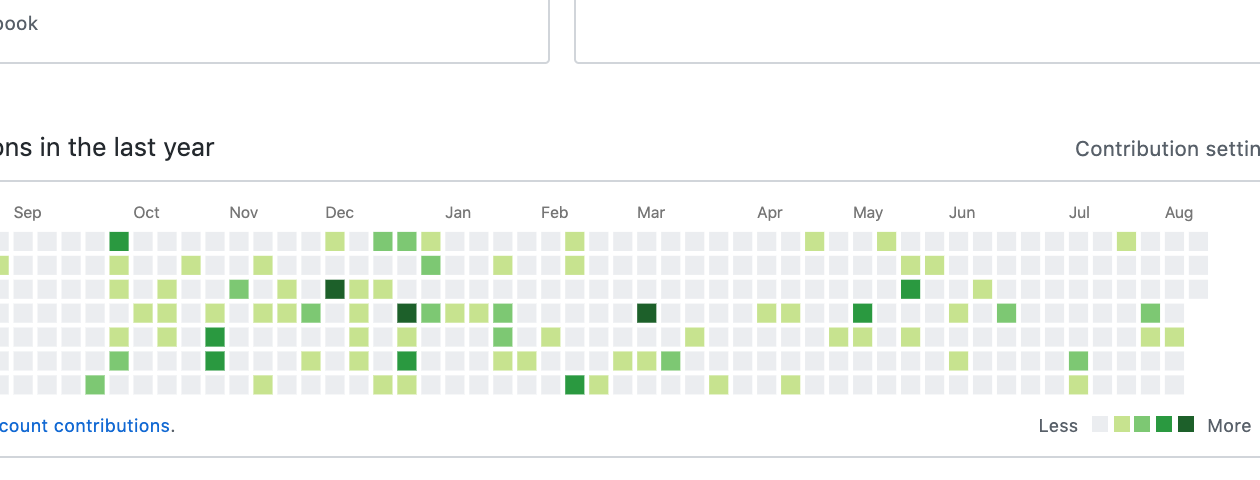 book
ons in the last year
Contribution settin
Sep Oct Nov Dec Jan Feb Mar Apr May Jun Jul Aug
count contributions.
Less More